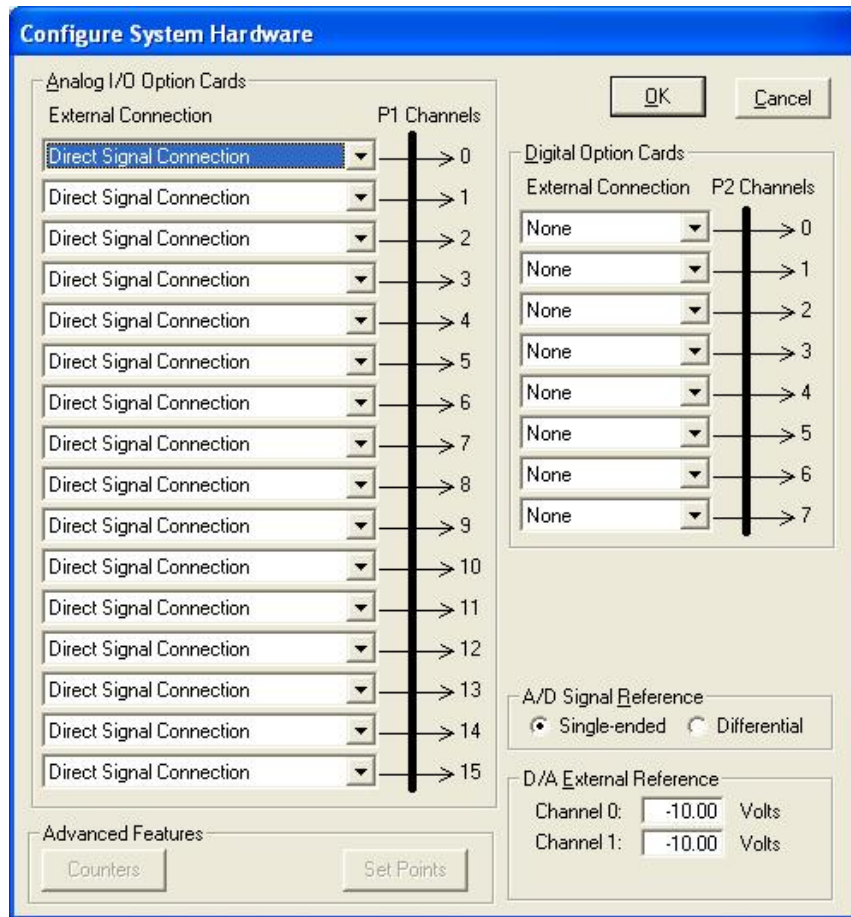 Configure System Hardware
Analog I/O Option Cards
External Connection P1 Channels
Direct Signal Connection 0
Direct Signal Connection 1
Direct Signal Connection 2
Direct Signal Connection 3
Direct Signal Connection 4
Direct Signal Connection 5
Direct Signal Connection 6
Direct Signal Connection 7
Direct Signal Connection 8
Direct Signal Connection 9
Direct Signal Connection 10
Direct Signal Connection 11
Direct Signal Connection 12
Direct Signal Connection 13
Direct Signal Connection 14
Direct Signal Connection 15
Advanced Features
Counters Set Points
OK Cancel
Digital Option Cards
External Connection P2 Channels
None 0
None 1
None 2
None 3
None 4
None 5
None 6
None 7
A/D Signal Reference
Single-ended Differential
D/A External Reference
Channel 0: -10.00 Volts
Channel 1: -10.00 Volts